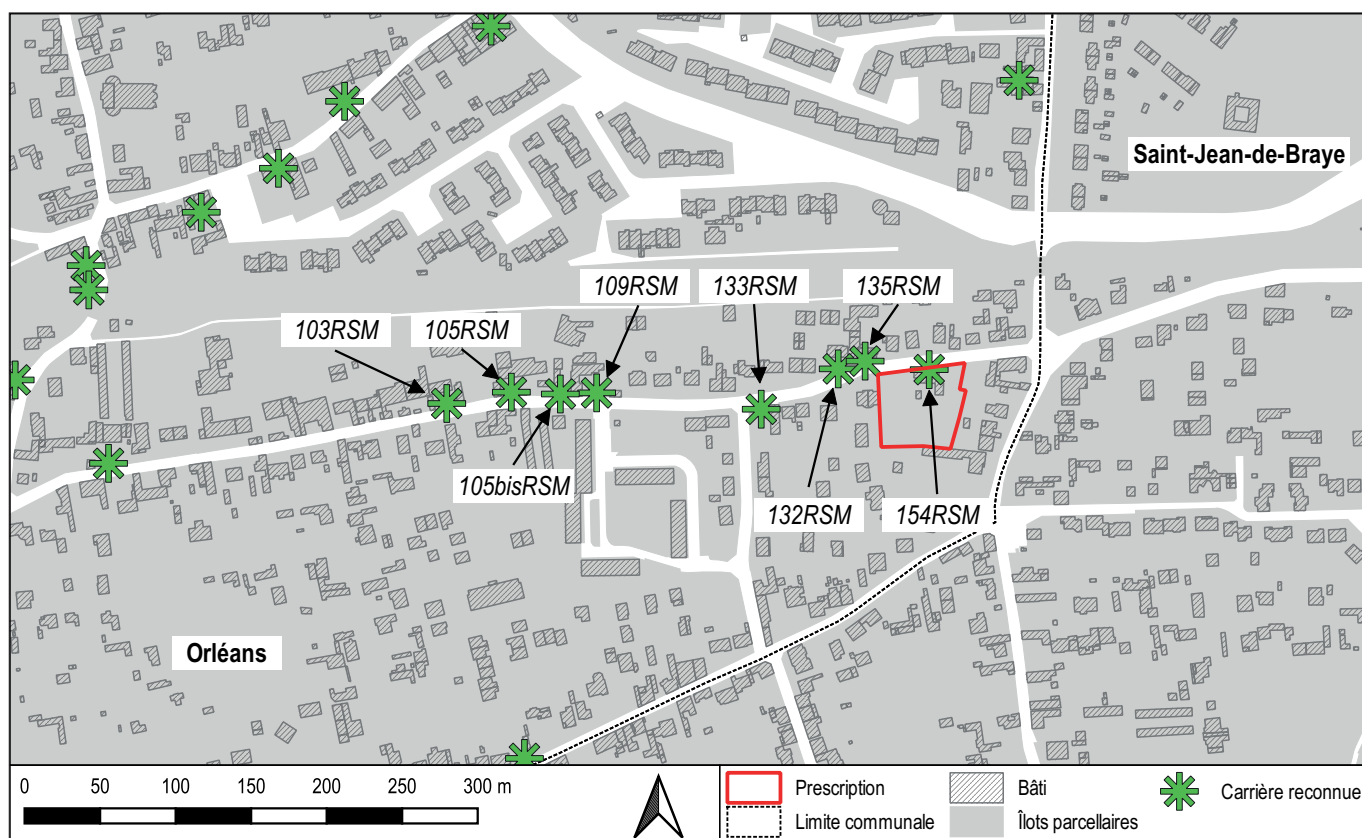 Saint-Jean-de-Braye
109RSM
133RSM
135RSM
103RSM
105RSM
105bisRSM
132RSM
154RSM
Orléans
0 50 100 150 200 250 300 m
Prescription
Limite communale
Bâti
Îlots parcellaires
Carrière reconnue